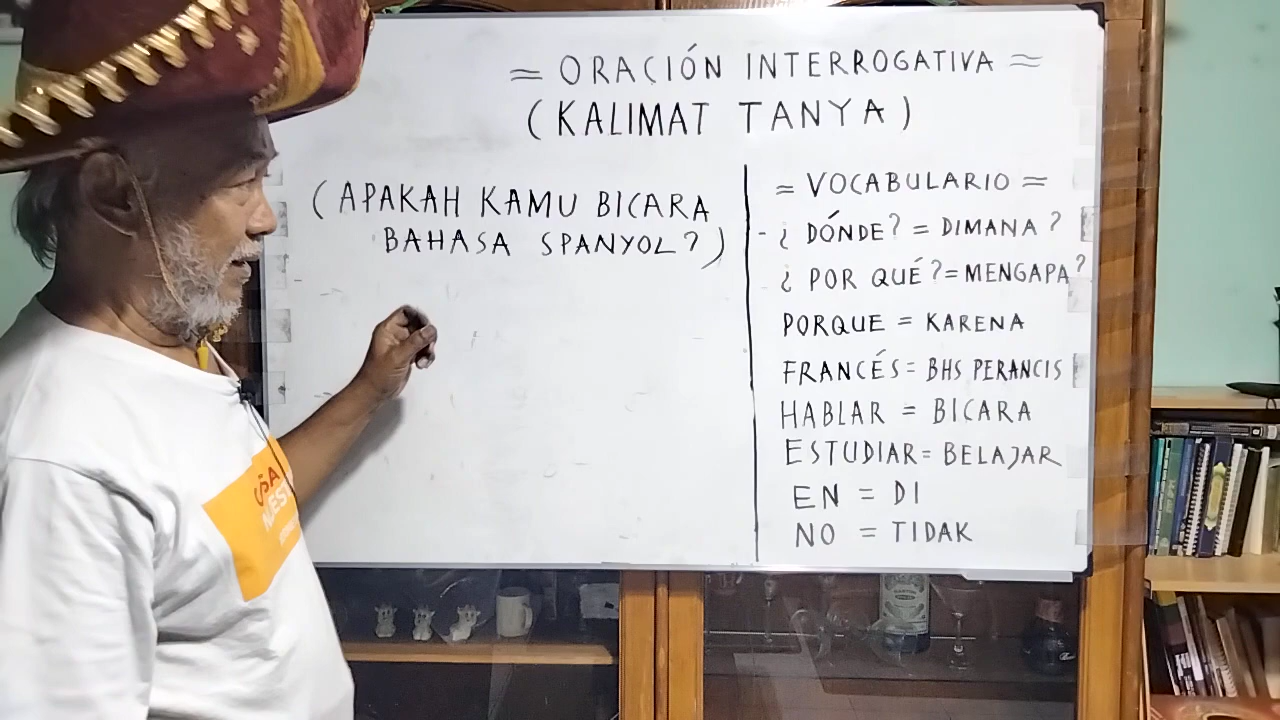 = ORACIÓN INTERROGATIVA =
(KALIMAT TANYA)
(APAKAH KAMU BICARA
BAHASA SPANYOL?)
= VOCABULARIO =
- ¿ DÓNDE? = DIMANA ?
¿ POR QUÉ? = MENGAPA?
PORQUE = KARENA
FRANCÉS = BHS PERANCIS
HABLAR = BICARA
ESTUDIAR = BELAJAR
EN = DI
NO = TIDAK